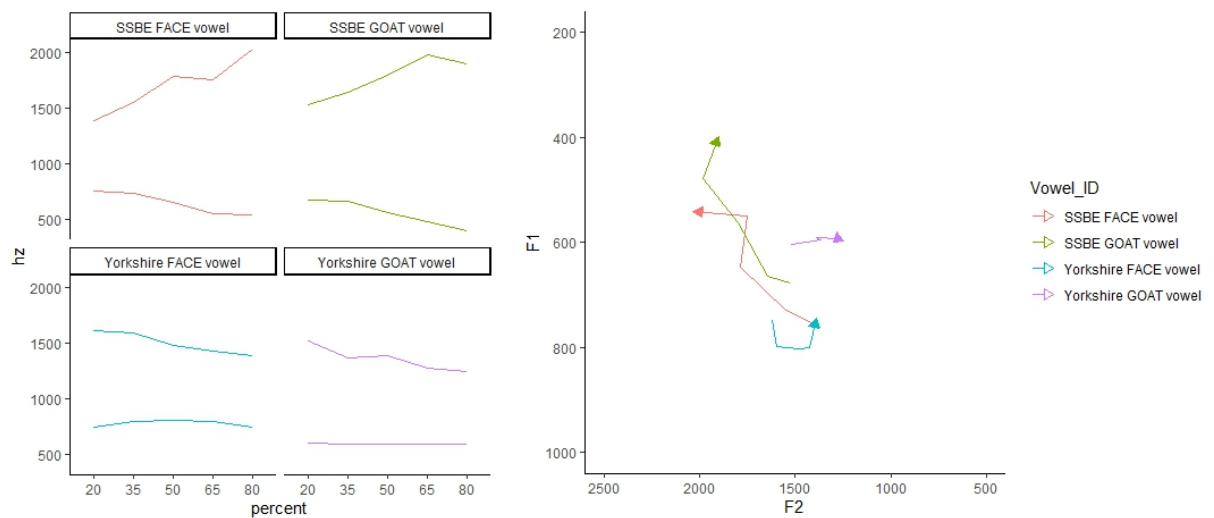 SSBE FACE vowel
SSBE GOAT vowel
2000
1500
1000
500
Yorkshire FACE vowel
Yorkshire GOAT vowel
2000
1500
1000
500
hz
20 35 50 65 80
20 35 50 65 80
percent
200
400
600
800
1000
F1
2500 2000 1500 1000 500
F2
Vowel_ID
SSBE FACE vowel
SSBE GOAT vowel
Yorkshire FACE vowel
Yorkshire GOAT vowel